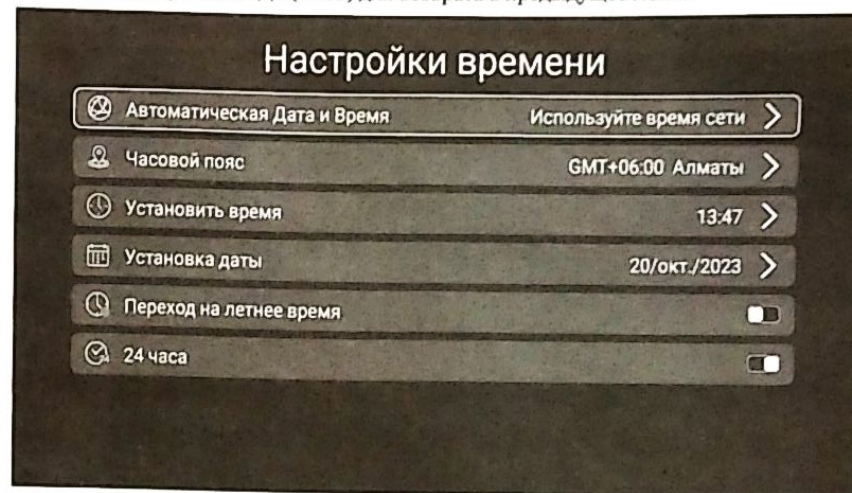 Настройки времени
Автоматическая Дата и Время Используйте время сети
Часовой пояс GMT+06:00 Алматы
Установить время 13:47
Установка даты 20/окт./2023
Переход на летнее время
24 часа